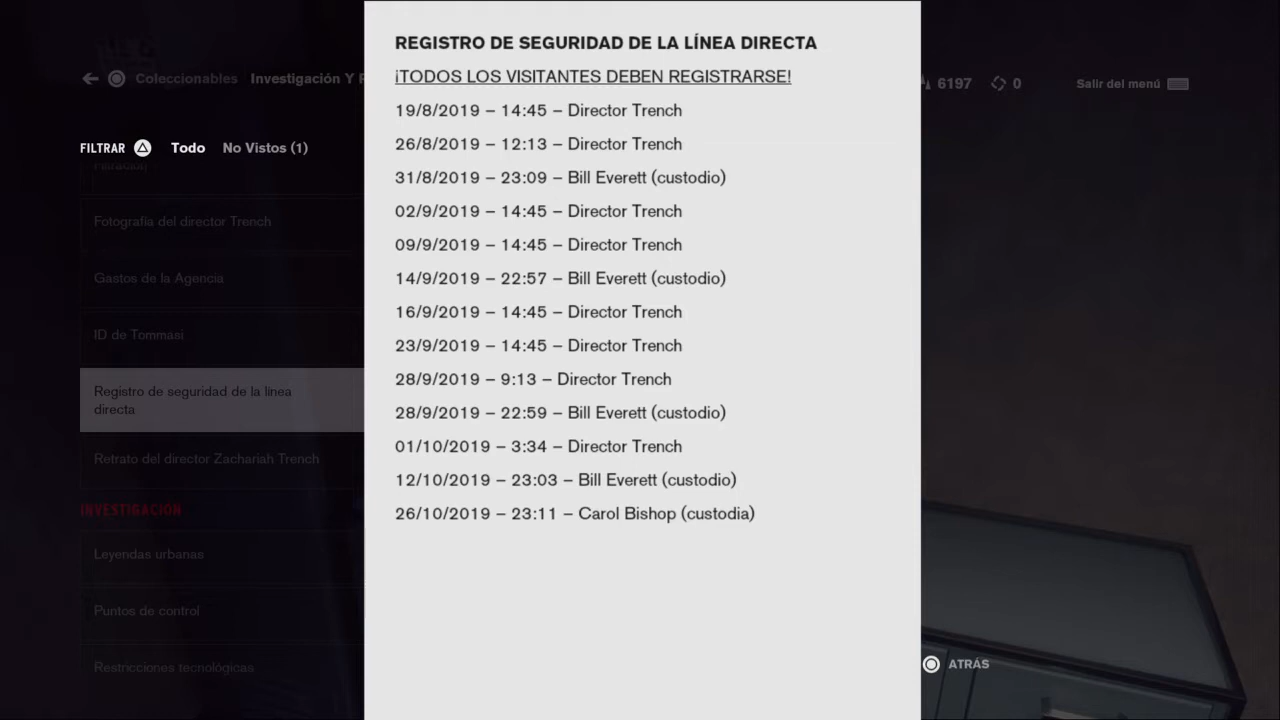 REGISTRO DE SEGURIDAD DE LA LÍNEA DIRECTA
¡TODOS LOS VISITANTES DEBEN REGISTRARSE!
19/8/2019 – 14:45 – Director Trench
26/8/2019 – 12:13 – Director Trench
31/8/2019 – 23:09 – Bill Everett (custodio)
02/9/2019 – 14:45 – Director Trench
09/9/2019 – 14:45 – Director Trench
14/9/2019 – 22:57 – Bill Everett (custodio)
16/9/2019 – 14:45 – Director Trench
23/9/2019 – 14:45 – Director Trench
28/9/2019 – 9:13 – Director Trench
28/9/2019 – 22:59 – Bill Everett (custodio)
01/10/2019 – 3:34 – Director Trench
12/10/2019 – 23:03 – Bill Everett (custodio)
26/10/2019 – 23:11 – Carol Bishop (custodia)
Coleccionables Investigación Y
6197 0 Salir del menú
FILTRAR Todo No Vistos (1)
Filtración
Fotografía del director Trench
Gastos de la Agencia
ID de Tommasi
Registro de seguridad de la línea
directa
Retrato del director Zachariah Trench
INVESTIGACIÓN
Leyendas urbanas
Puntos de control
Restricciones tecnológicas
ATRÁS